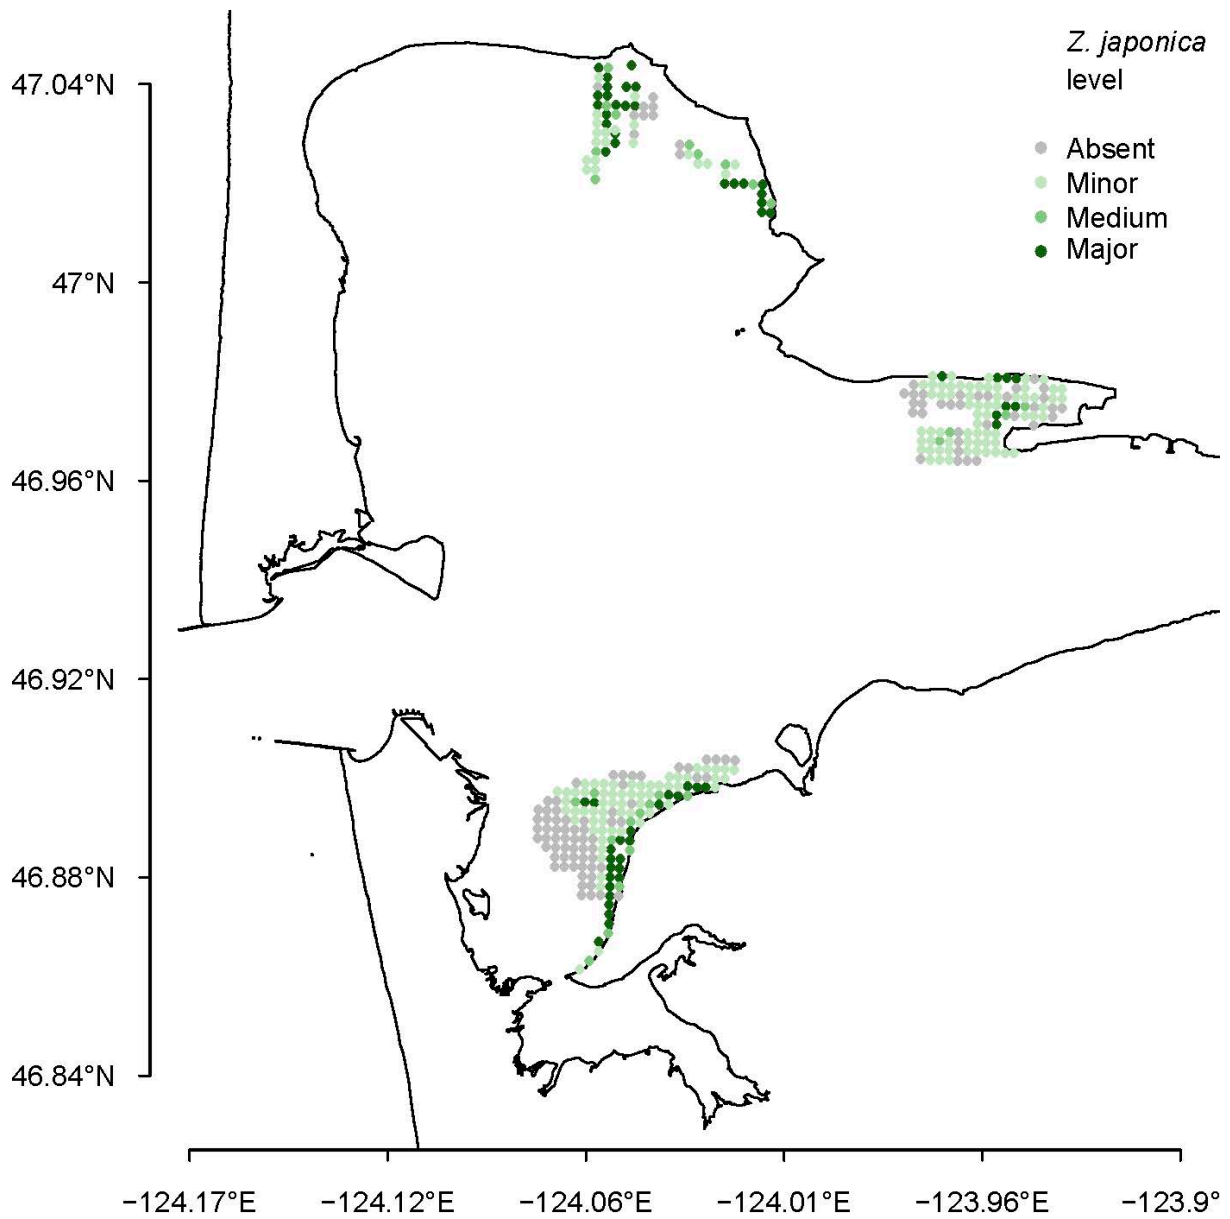 Z. japonica
level
Absent
Minor
Medium
Major
47.04°N
47°N
46.96°N
46.92°N
46.88°N
46.84°N
−124.17°E
−124.12°E
−124.06°E
−124.01°E
−123.96°E
−123.9°